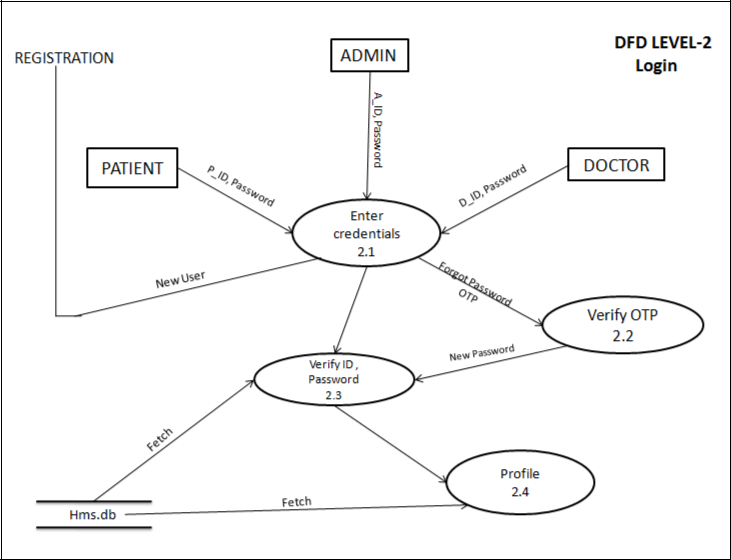 DFD LEVEL-2
Login
REGISTRATION
ADMIN
A_ID, Password
PATIENT
P_ID, Password
DOCTOR
D_ID, Password
Enter
credentials
2.1
New User
Forgot Password
OTP
Verify OTP
2.2
New Password
Verify ID ,
Password
2.3
Fetch
Profile
2.4
Fetch
Hms.db